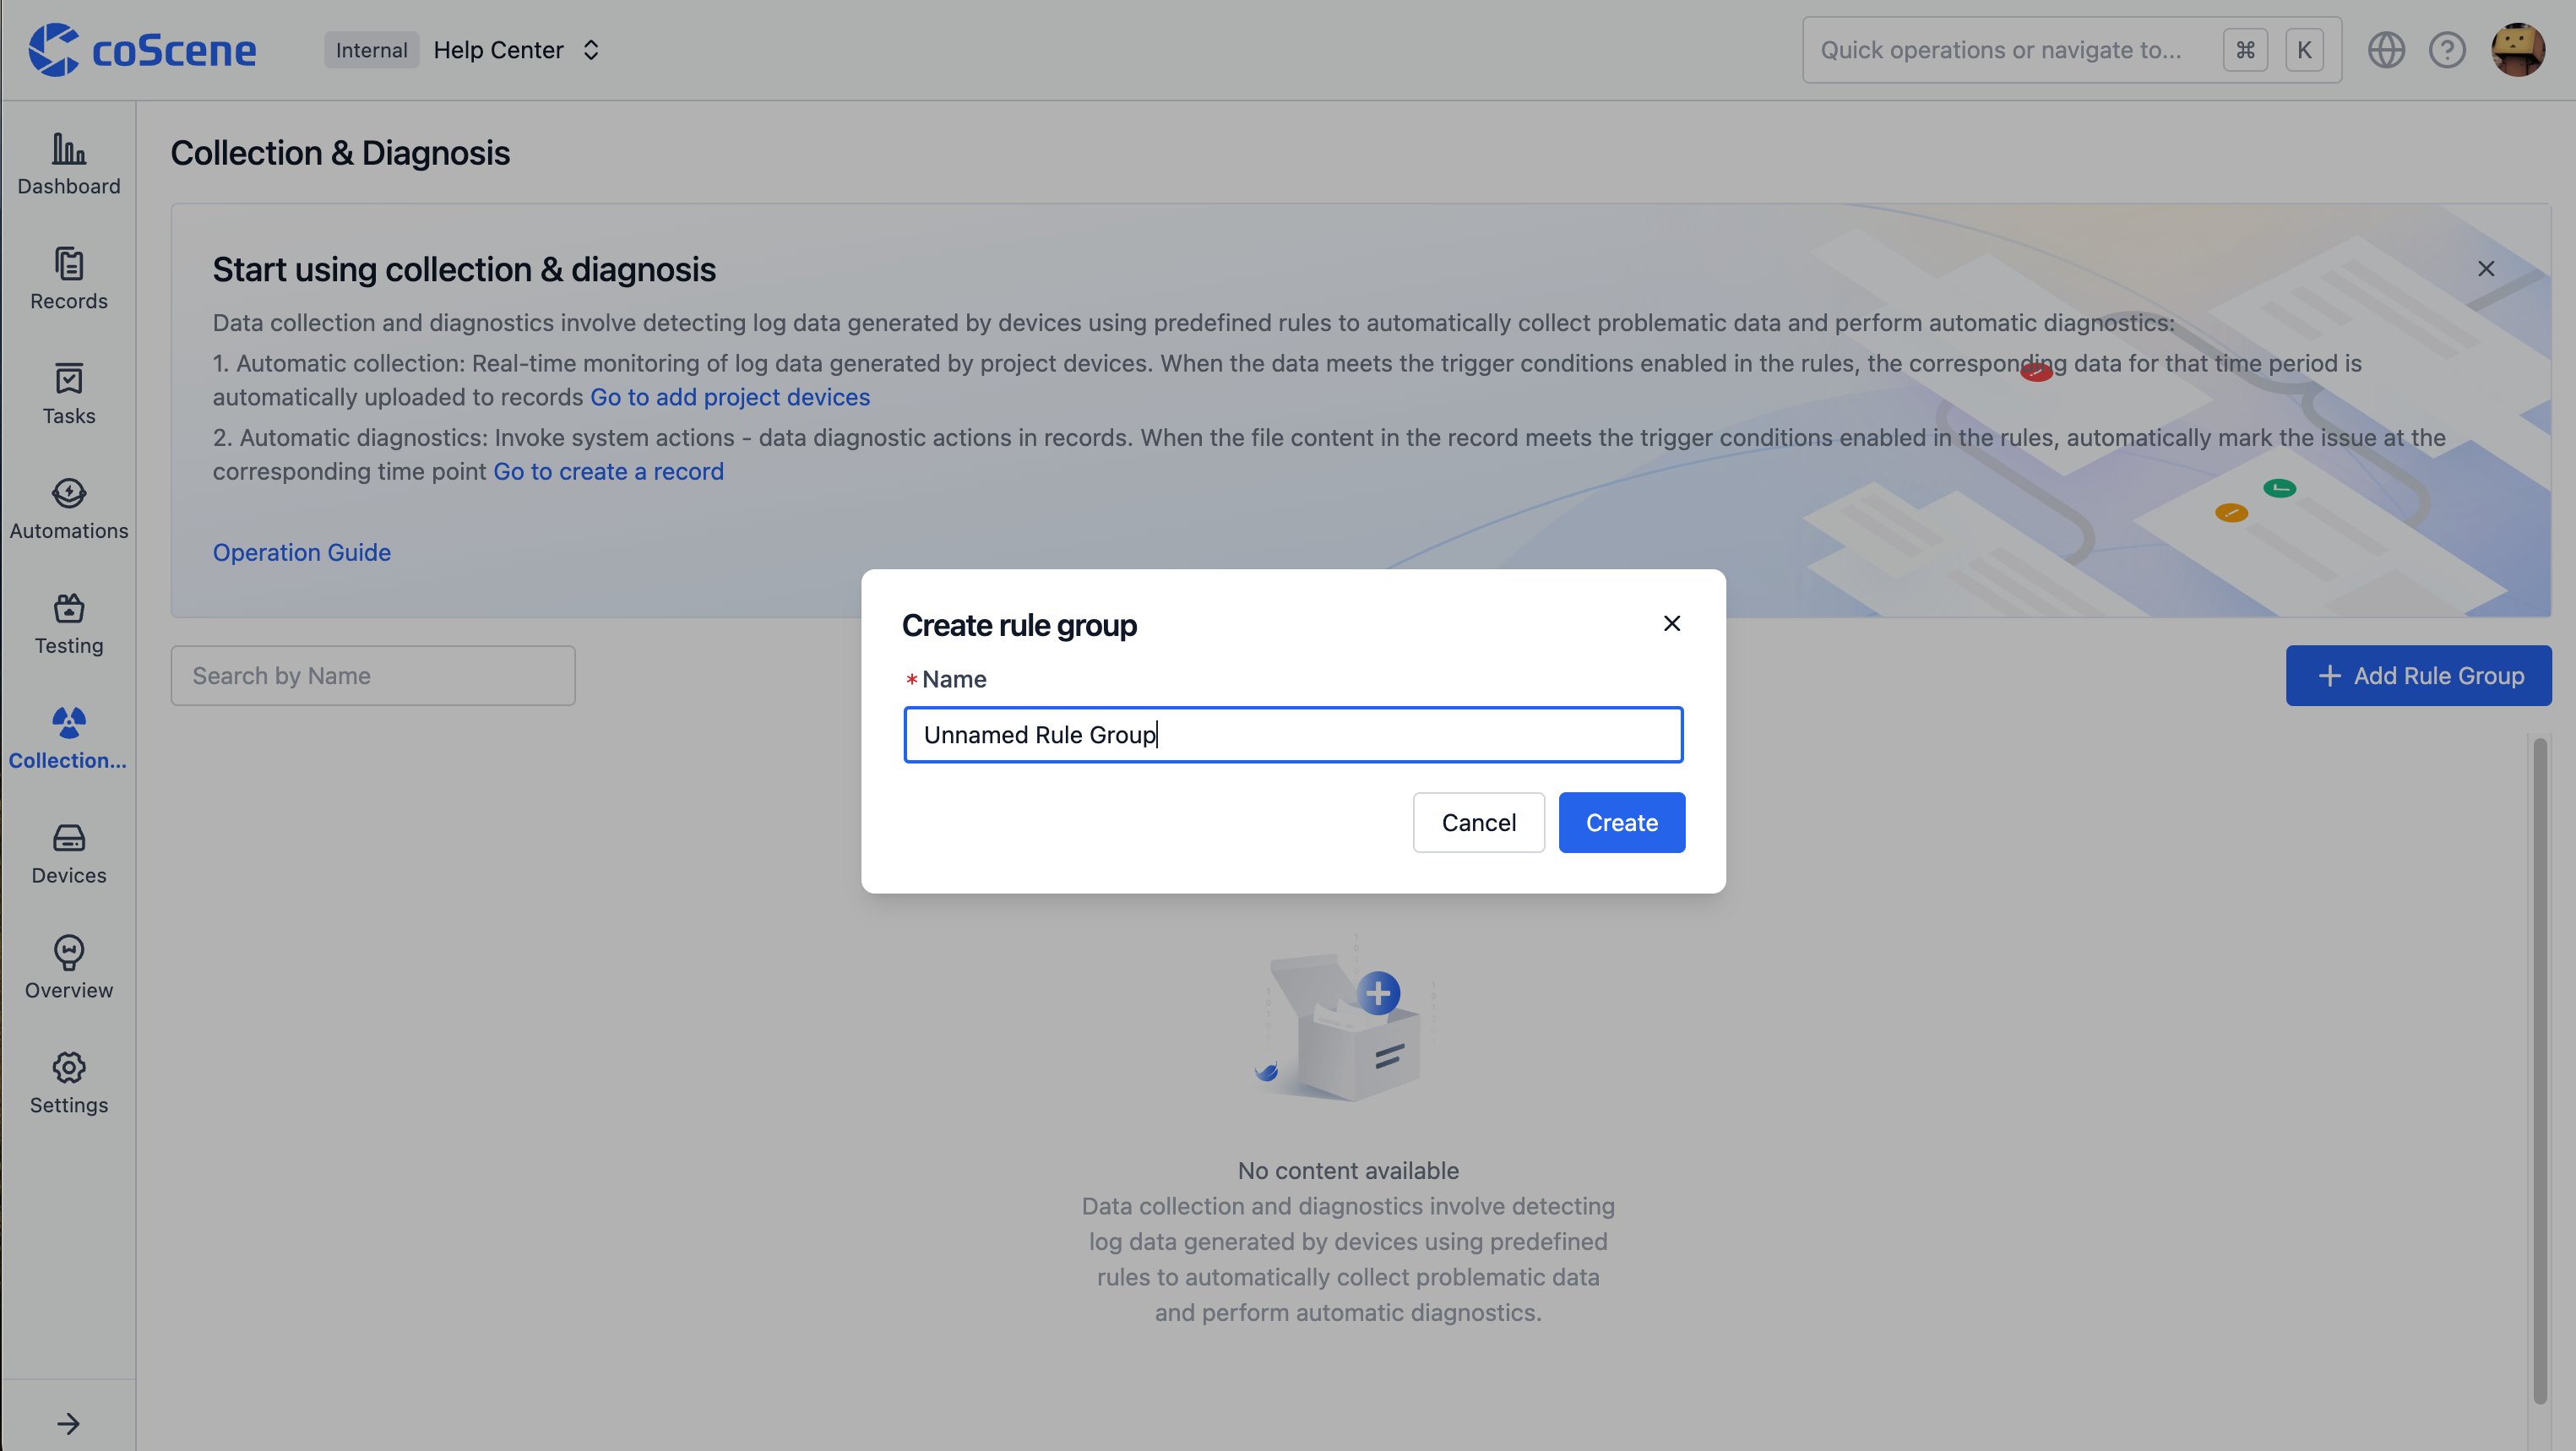 coScene
Internal
Help Center
Quick operations or navigate to...
⌘
K
Dashboard
Records
Tasks
Automations
Testing
Collection...
Devices
Overview
Settings
Collection & Diagnosis
Start using collection & diagnosis
Data collection and diagnostics involve detecting log data generated by devices using predefined rules to automatically collect problematic data and perform automatic diagnostics:
1. Automatic collection: Real-time monitoring of log data generated by project devices. When the data meets the trigger conditions enabled in the rules, the corresponding data for that time period is
automatically uploaded to records Go to add project devices
2. Automatic diagnostics: Invoke system actions - data diagnostic actions in records. When the file content in the record meets the trigger conditions enabled in the rules, automatically mark the issue at the
corresponding time point Go to create a record
Operation Guide
Search by Name
Add Rule Group
Create rule group
* Name
Unnamed Rule Group
Cancel
Create
No content available
Data collection and diagnostics involve detecting
log data generated by devices using predefined
rules to automatically collect problematic data
and perform automatic diagnostics.